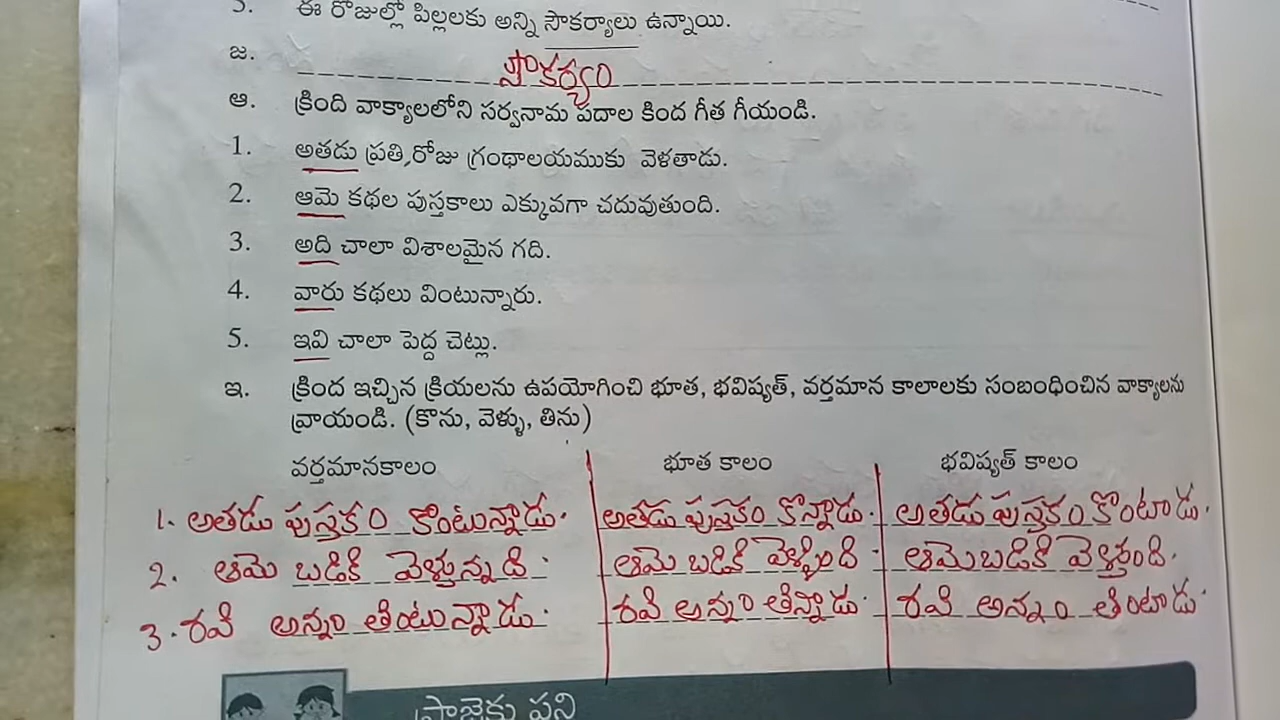 5. ఈ రోజుల్లో పిల్లలకు అన్ని సౌకర్యాలు ఉన్నాయి.
జ. సౌకర్యం
ఆ. క్రింది వాక్యాలలోని సర్వనామ పదాల కింద గీత గీయండి.
1. అతడు ప్రతి రోజు గ్రంథాలయముకు వెళతాడు.
2. ఆమె కథల పుస్తకాలు ఎక్కువగా చదువుతుంది.
3. అది చాలా విశాలమైన గది.
4. వారు కథలు వింటున్నారు.
5. ఇవి చాలా పెద్ద చెట్లు.
ఇ. క్రింద ఇచ్చిన క్రియలను ఉపయోగించి భూత, భవిష్యత్, వర్తమాన కాలాలకు సంబంధించిన వాక్యాలను
వ్రాయండి. (కొను, వెళ్ళు, తిను)
వర్తమానకాలం భూత కాలం భవిష్యత్ కాలం
1. అతడు పుస్తకం కొంటున్నాడు. అతడు పుస్తకం కొన్నాడు. అతడు పుస్తకం కొంటాడు.
2. ఆమె బడికి వెళ్తున్నది. ఆమె బడికి వెళ్ళింది. ఆమె బడికి వెళ్తుంది.
3. రవి అన్నం తింటున్నాడు. రవి అన్నం తిన్నాడు. రవి అన్నం తింటాడు.
ప్రాజెక్టు పని